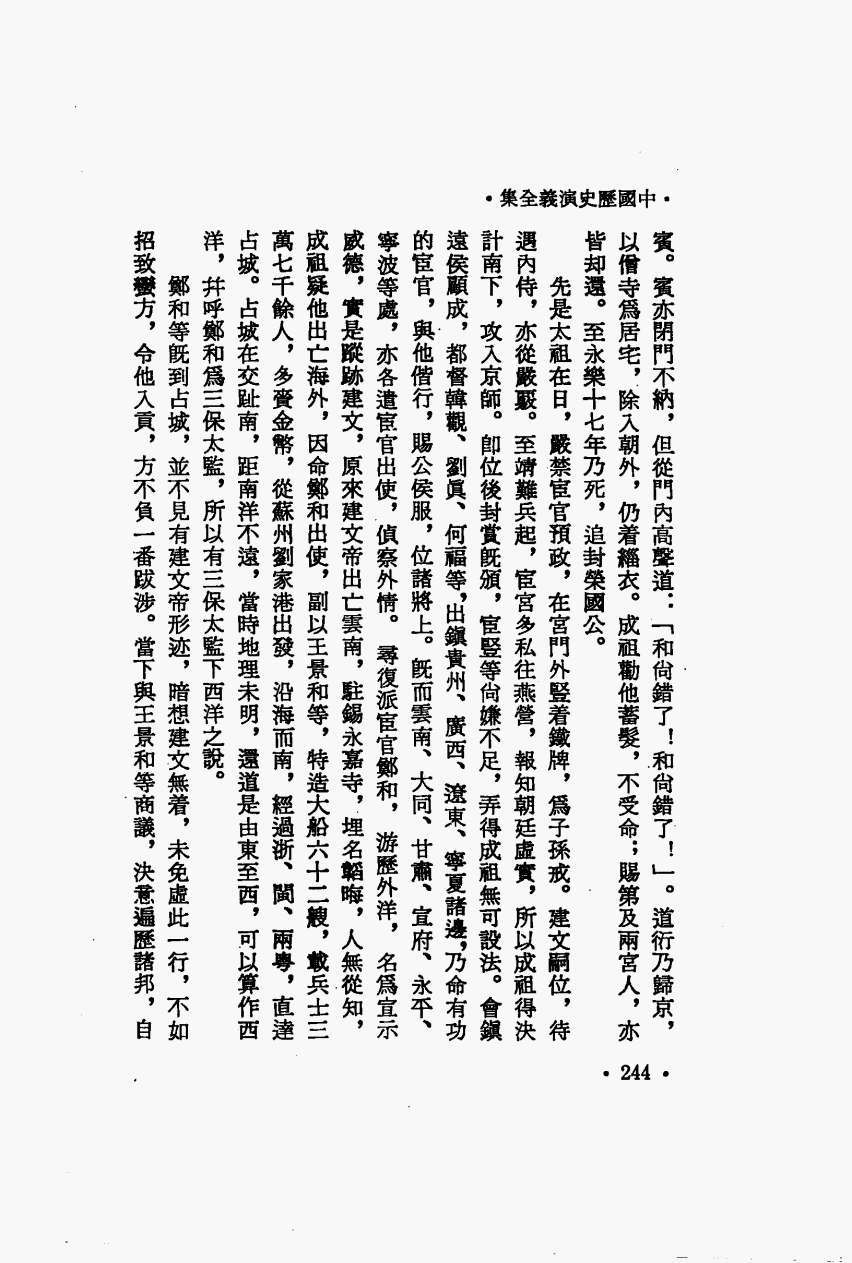 ·中國歷史演義全集·
賓。賓亦閉門不納，但從門內高聲道：「和尙錯了！和尙錯了！」。道衍乃歸京，
以僧寺爲居宅，除入朝外，仍着緇衣。成祖勸他蓄髮，不受命；賜第及兩宮人，亦
皆却還。至永樂十七年乃死，追封榮國公。
先是太祖在日，嚴禁宦官預政，在宮門外豎着鐵牌，爲子孫戒。建文嗣位，待
遇內侍，亦從嚴覈。至靖難兵起，宦宮多私往燕營，報知朝廷虛實，所以成祖得決
計南下，攻入京師。卽位後封賞旣頒，宦豎等尙嫌不足，弄得成祖無可設法。會鎭
遠侯顧成，都督韓觀、劉眞、何福等，出鎭貴州、廣西、遼東、寧夏諸邊，乃命有功
的宦官，與他偕行，賜公侯服，位諸將上。旣而雲南、大同、甘肅、宣府、永平、
寧波等處，亦各遣宦官出使，偵察外情。尋復派宦官鄭和，游歷外洋，名爲宣示
威德，實是蹤跡建文，原來建文帝出亡雲南，駐錫永嘉寺，埋名韜晦，人無從知，
成祖疑他出亡海外，因命鄭和出使，副以王景和等，特造大船六十二艘，載兵士三
萬七千餘人，多賫金幣，從蘇州劉家港出發，沿海而南，經過浙、閩、兩粵，直達
占城。占城在交趾南，距南洋不遠，當時地理未明，還道是由東至西，可以算作西
洋，幷呼鄭和爲三保太監，所以有三保太監下西洋之說。
鄭和等旣到占城，並不見有建文帝形迹，暗想建文無着，未免虛此一行，不如
招致蠻方，令他入貢，方不負一番跋涉。當下與王景和等商議，決意遍歷諸邦，自
·244·